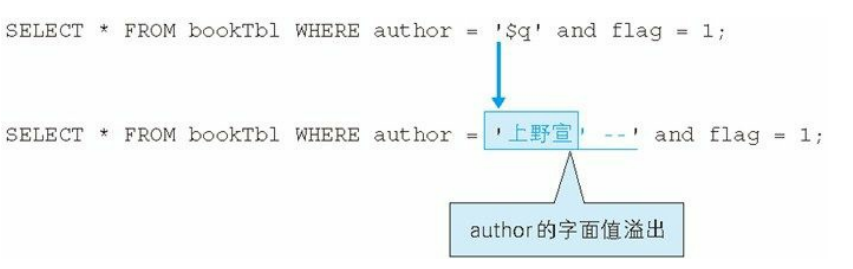 SELECT * FROM bookTbl WHERE author = '$q' and flag = 1;
SELECT * FROM bookTbl WHERE author = '上野宣' --' and flag = 1;
author的字面值溢出